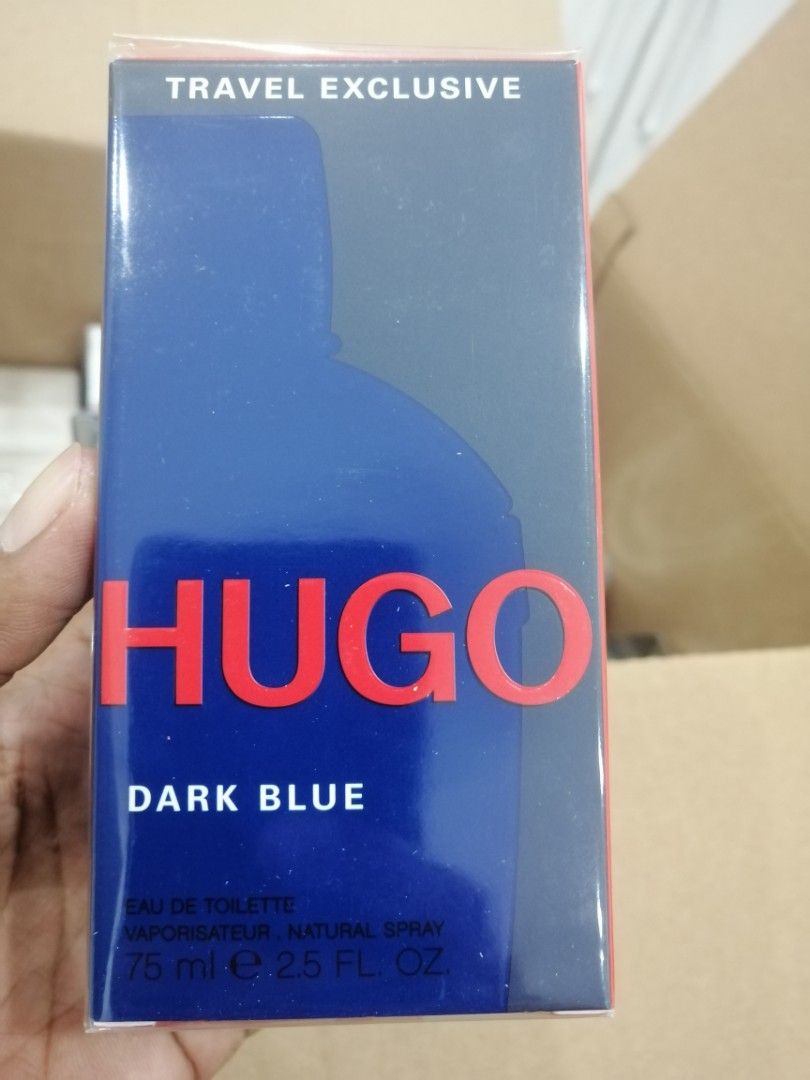 TRAVEL EXCLUSIVE
HUGO
DARK BLUE
EAU DE TOILETTE
VAPORISATEUR . NATURAL SPRAY
75 ml ℮ 2.5 FL. OZ.